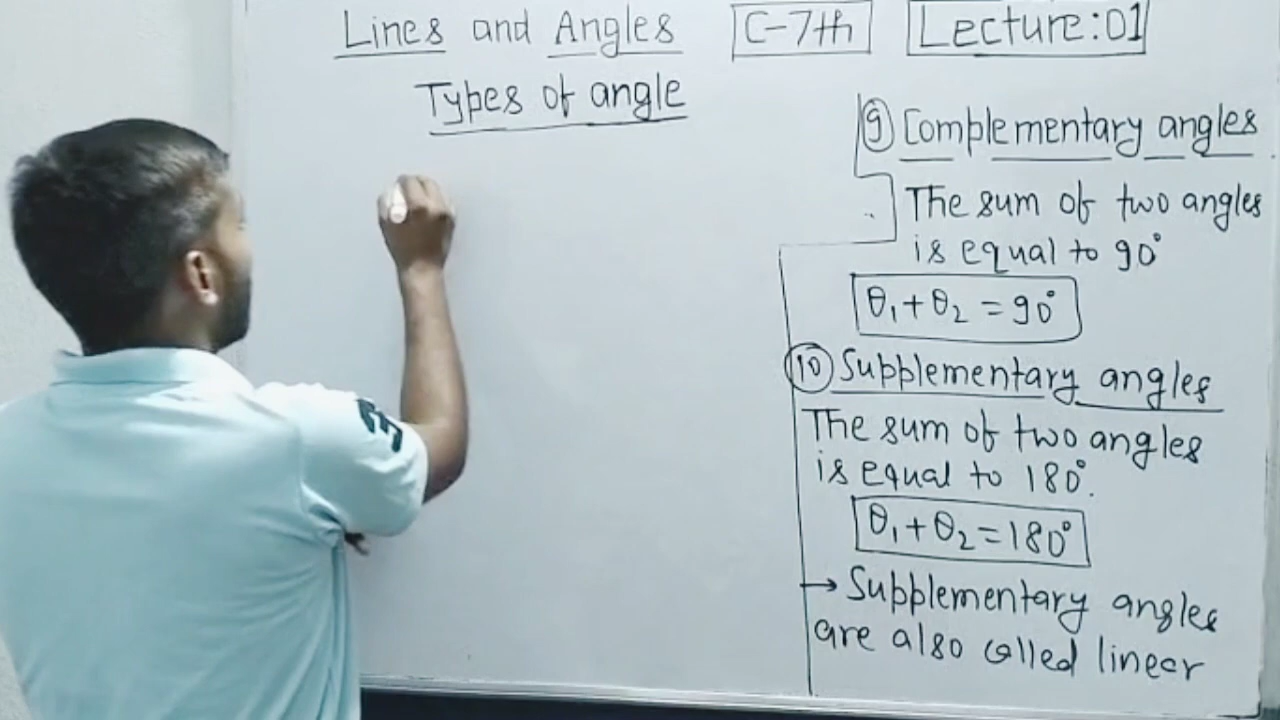 Lines and Angles C-7th Lecture:01
Types of angle
9 Complementary angles
The sum of two angles
is equal to 90°
θ₁+θ₂ = 90°
10 Supplementary angles
The sum of two angles
is equal to 180°.
θ₁+θ₂=180°
→ Supplementary angles
are also called linear